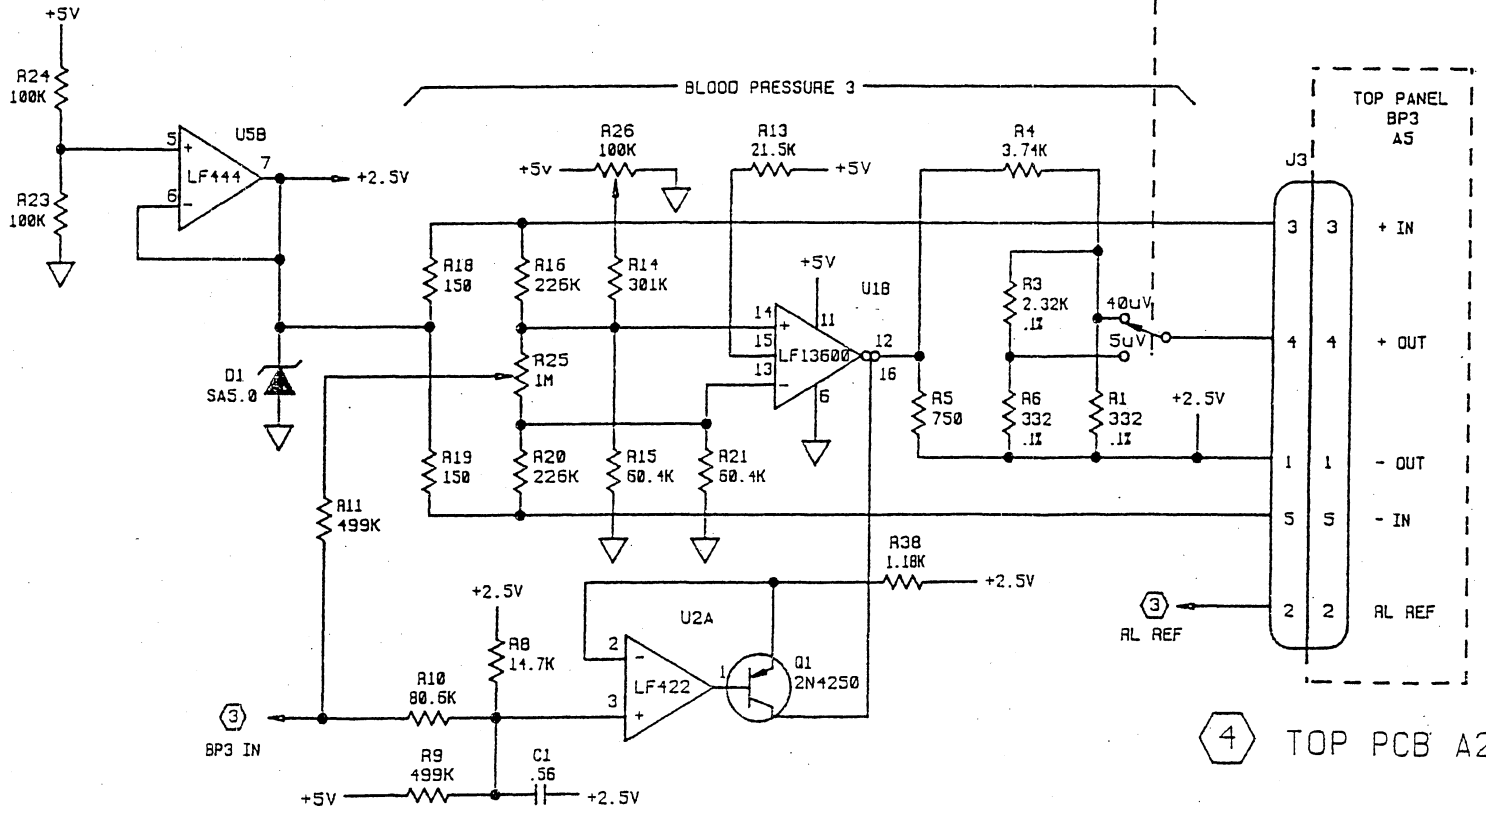 +5V
R24
100K
R23
100K
5
+
6
-
U5B
LF444
7
+2.5V
D1
SA5.0
BLOOD PRESSURE 3
R26
100K
+5v
R13
21.5K
+5V
R4
3.74K
R18
150
R16
226K
R14
301K
+5V
U1B
14
+
11
15
LF13600
13
-
6
12
16
R25
1M
R3
2.32K
.1%
40uV
5uV
R5
750
R6
332
.1%
R1
332
.1%
+2.5V
R19
150
R20
226K
R15
60.4K
R21
60.4K
R11
499K
R38
1.18K
+2.5V
+2.5V
R8
14.7K
U2A
2
-
LF422
3
+
1
Q1
2N4250
R10
80.6K
3
BP3 IN
R9
499K
+5V
C1
.56
+2.5V
TOP PANEL
BP3
A5
J3
3 3 + IN
4 4 + OUT
1 1 - OUT
5 5 - IN
2 2 RL REF
3
RL REF
4 TOP PCB A2